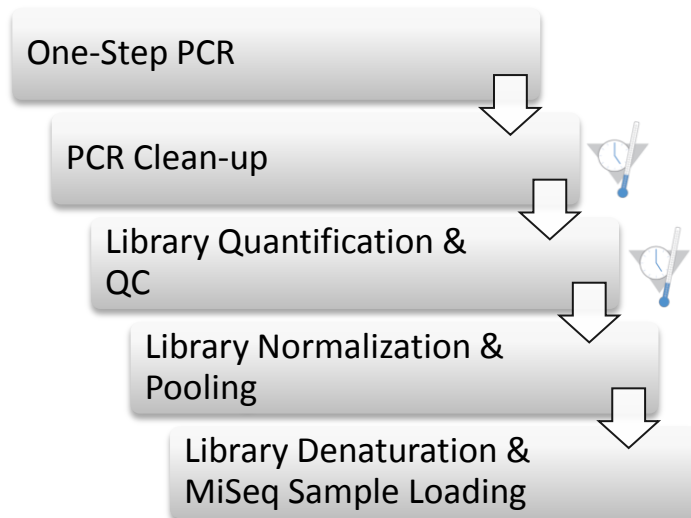 One-Step PCR
PCR Clean-up
Library Quantification &
QC
Library Normalization &
Pooling
Library Denaturation &
MiSeq Sample Loading